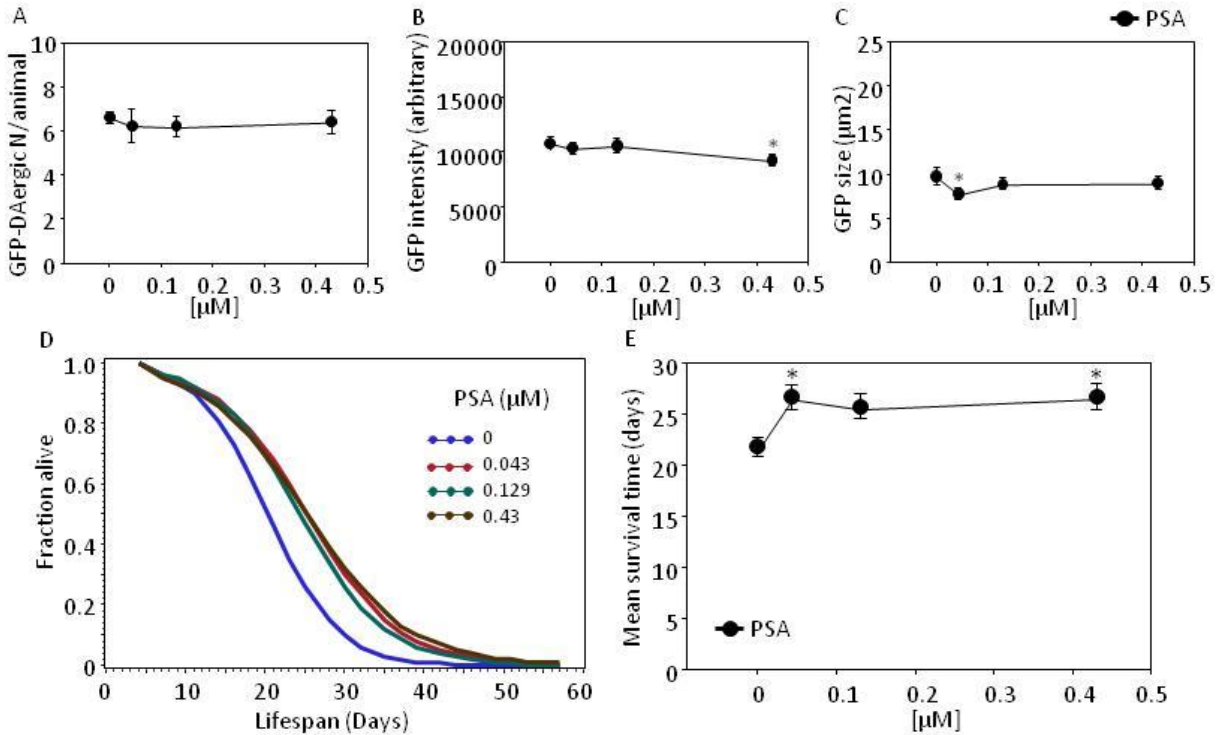 A
GFP-DAergic N/animal
10
8
6
4
2
0
0 0.1 0.2 0.3 0.4 0.5
[µM]
B
GFP intensity (arbitrary)
20000
15000
10000
5000
0
*
0 0.1 0.2 0.3 0.4 0.5
[µM]
C
PSA
GFP size (µm2)
25
20
15
10
5
0
*
0 0.1 0.2 0.3 0.4 0.5
[µM]
D
Fraction alive
1.0
0.8
0.6
0.4
0.2
0
PSA (µM)
0
0.043
0.129
0.43
0 10 20 30 40 50 60
Lifespan (Days)
E
Mean survival time (days)
30
25
20
15
10
5
0
* *
PSA
0 0.1 0.2 0.3 0.4 0.5
[µM]